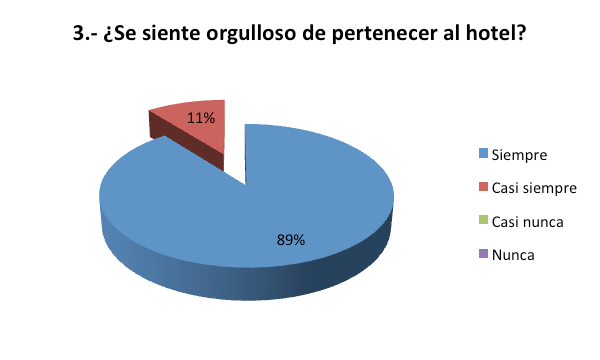 3.- ¿Se siente orgulloso de pertenecer al hotel?
11%
89%
Siempre
Casi siempre
Casi nunca
Nunca